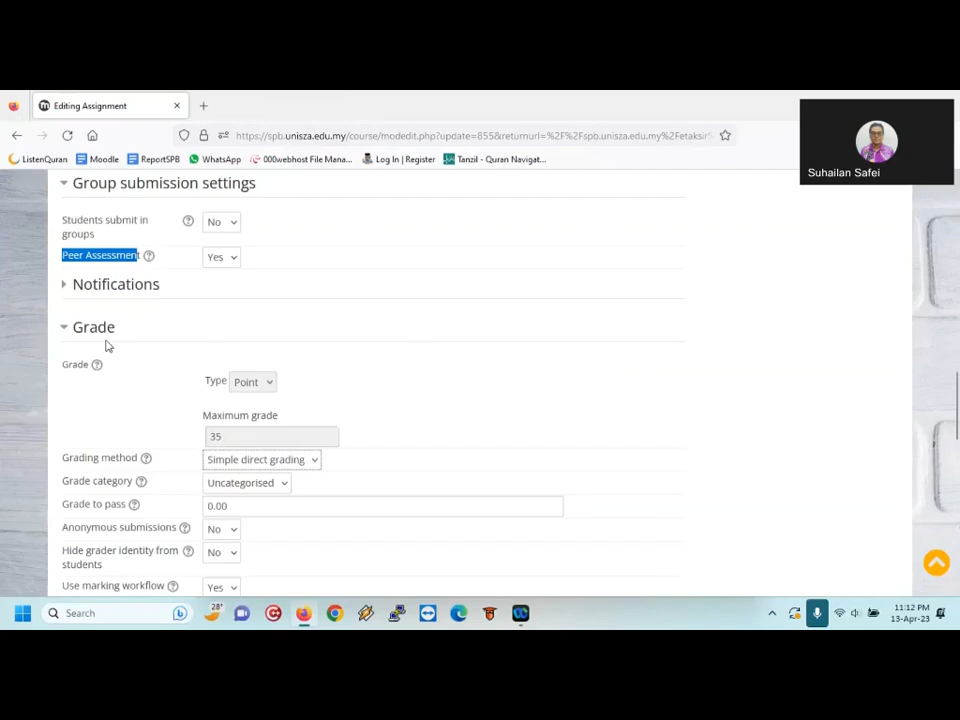 Editing Assignment
https://spb.unisza.edu.my/course/modedit.php?update=855&returnurl=%2F%2Fspb.unisza.edu.my%2Fetaksir
Suhailan Safei
ListenQuran
Moodle
ReportSPB
WhatsApp
000webhost File Mana...
Log In | Register
Tanzil - Quran Navigat...
Group submission settings
Students submit in
groups
No
Peer Assessment
Yes
Notifications
Grade
Grade
Type
Point
Maximum grade
35
Grading method
Simple direct grading
Grade category
Uncategorised
Grade to pass
0.00
Anonymous submissions
No
Hide grader identity from
students
No
Use marking workflow
Yes
Search
28°
11:12 PM
13-Apr-23